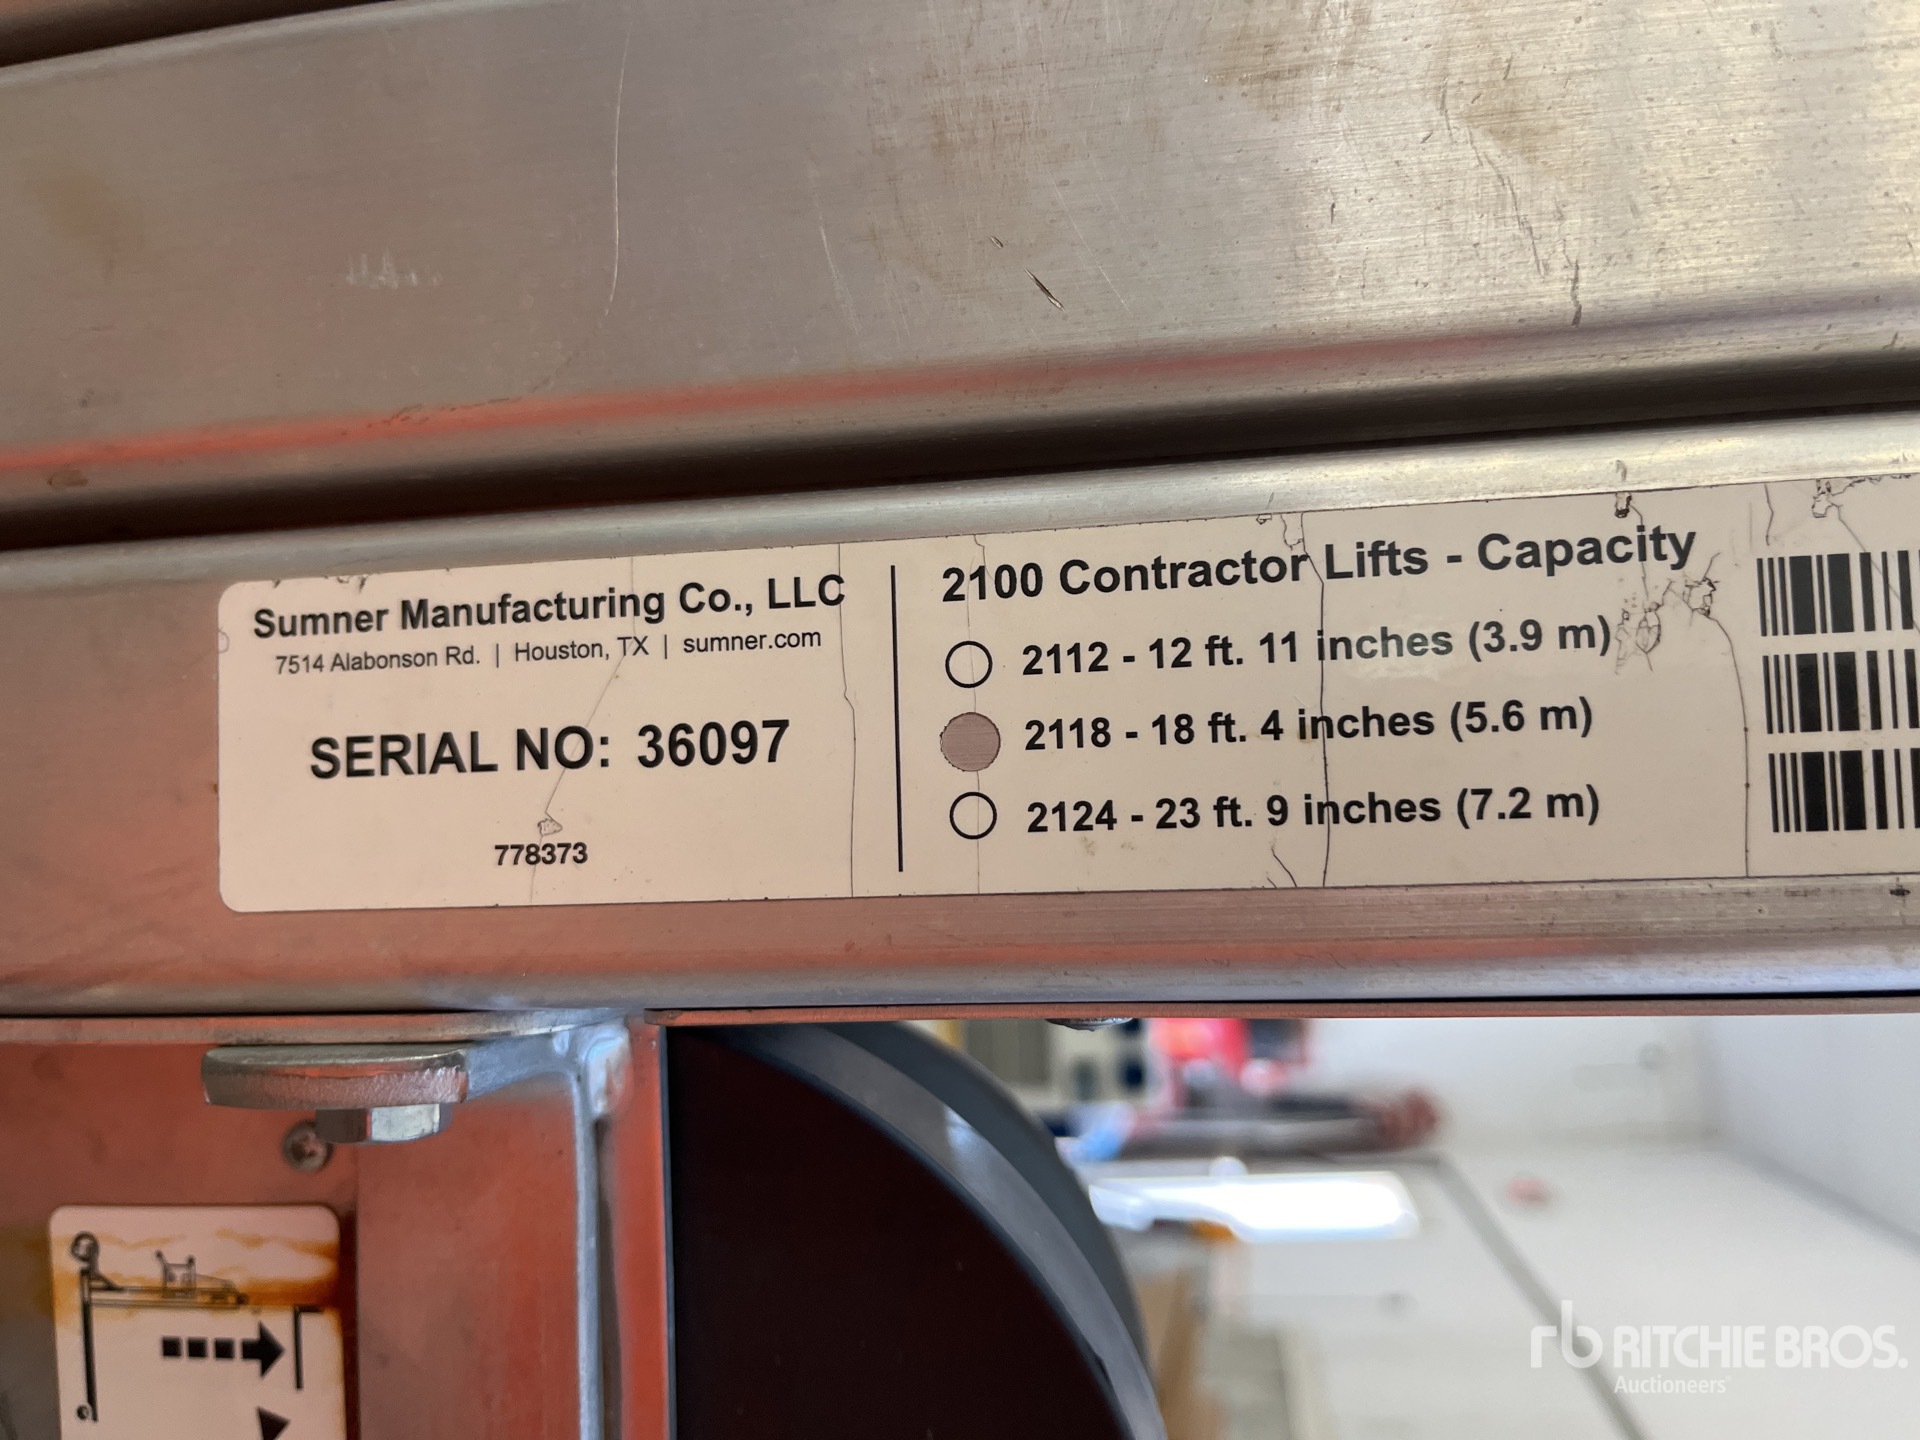 Sumner Manufacturing Co., LLC
7514 Alabonson Rd. | Houston, TX | sumner.com
SERIAL NO: 36097
778373
2100 Contractor Lifts - Capacity
2112 - 12 ft. 11 inches (3.9 m)
2118 - 18 ft. 4 inches (5.6 m)
2124 - 23 ft. 9 inches (7.2 m)
rb RITCHIE BROS.
Auctioneers